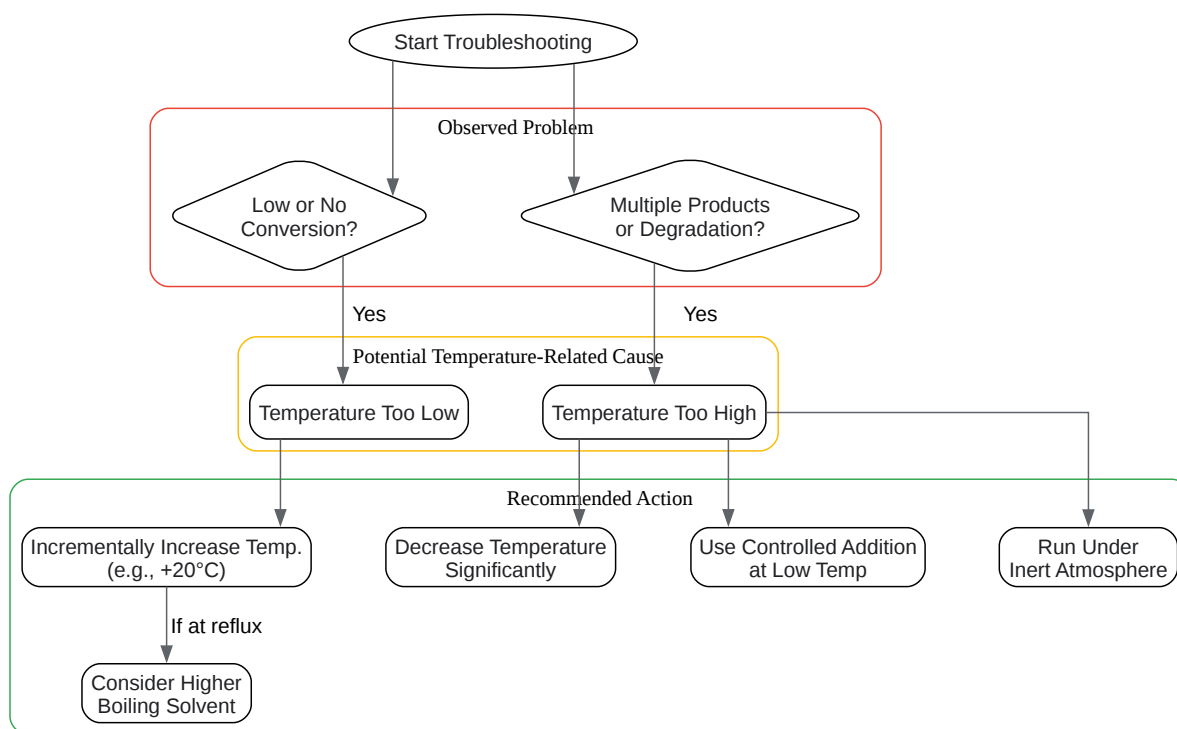 Start Troubleshooting
Observed Problem
Low or No
Conversion?
Multiple Products
or Degradation?
Yes
Yes
Potential Temperature-Related Cause
Temperature Too Low
Temperature Too High
Recommended Action
Incrementally Increase Temp.
(e.g., +20°C)
Decrease Temperature
Significantly
Use Controlled Addition
at Low Temp
Run Under
Inert Atmosphere
If at reflux
Consider Higher
Boiling Solvent